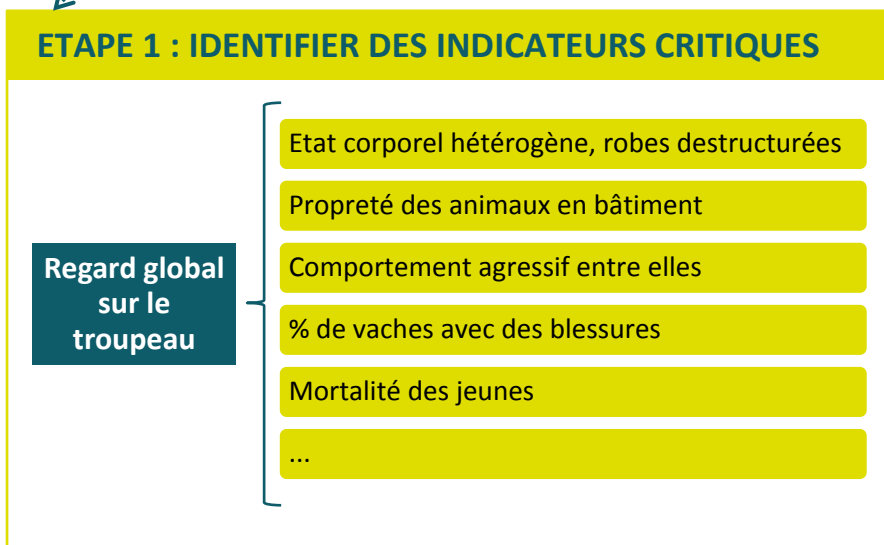 ETAPE 1 : IDENTIFIER DES INDICATEURS CRITIQUES
Regard global
sur le
troupeau
Etat corporel hétérogène, robes destructurées
Propreté des animaux en bâtiment
Comportement agressif entre elles
% de vaches avec des blessures
Mortalité des jeunes
...